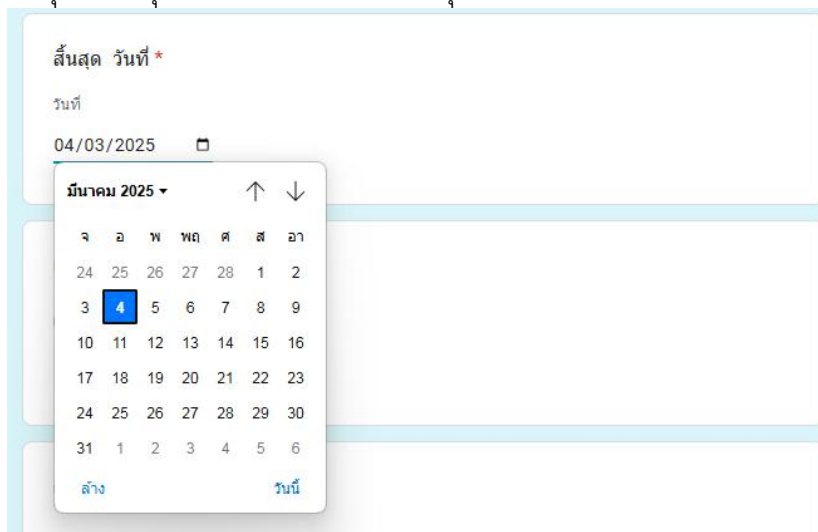 สิ้นสุด วันที่ *
วันที่
04/03/2025
มีนาคม 2025
จ อ พ พฤ ศ ส อา
24 25 26 27 28 1 2
3 4 5 6 7 8 9
10 11 12 13 14 15 16
17 18 19 20 21 22 23
24 25 26 27 28 29 30
31 1 2 3 4 5 6
ล้าง วันนี้